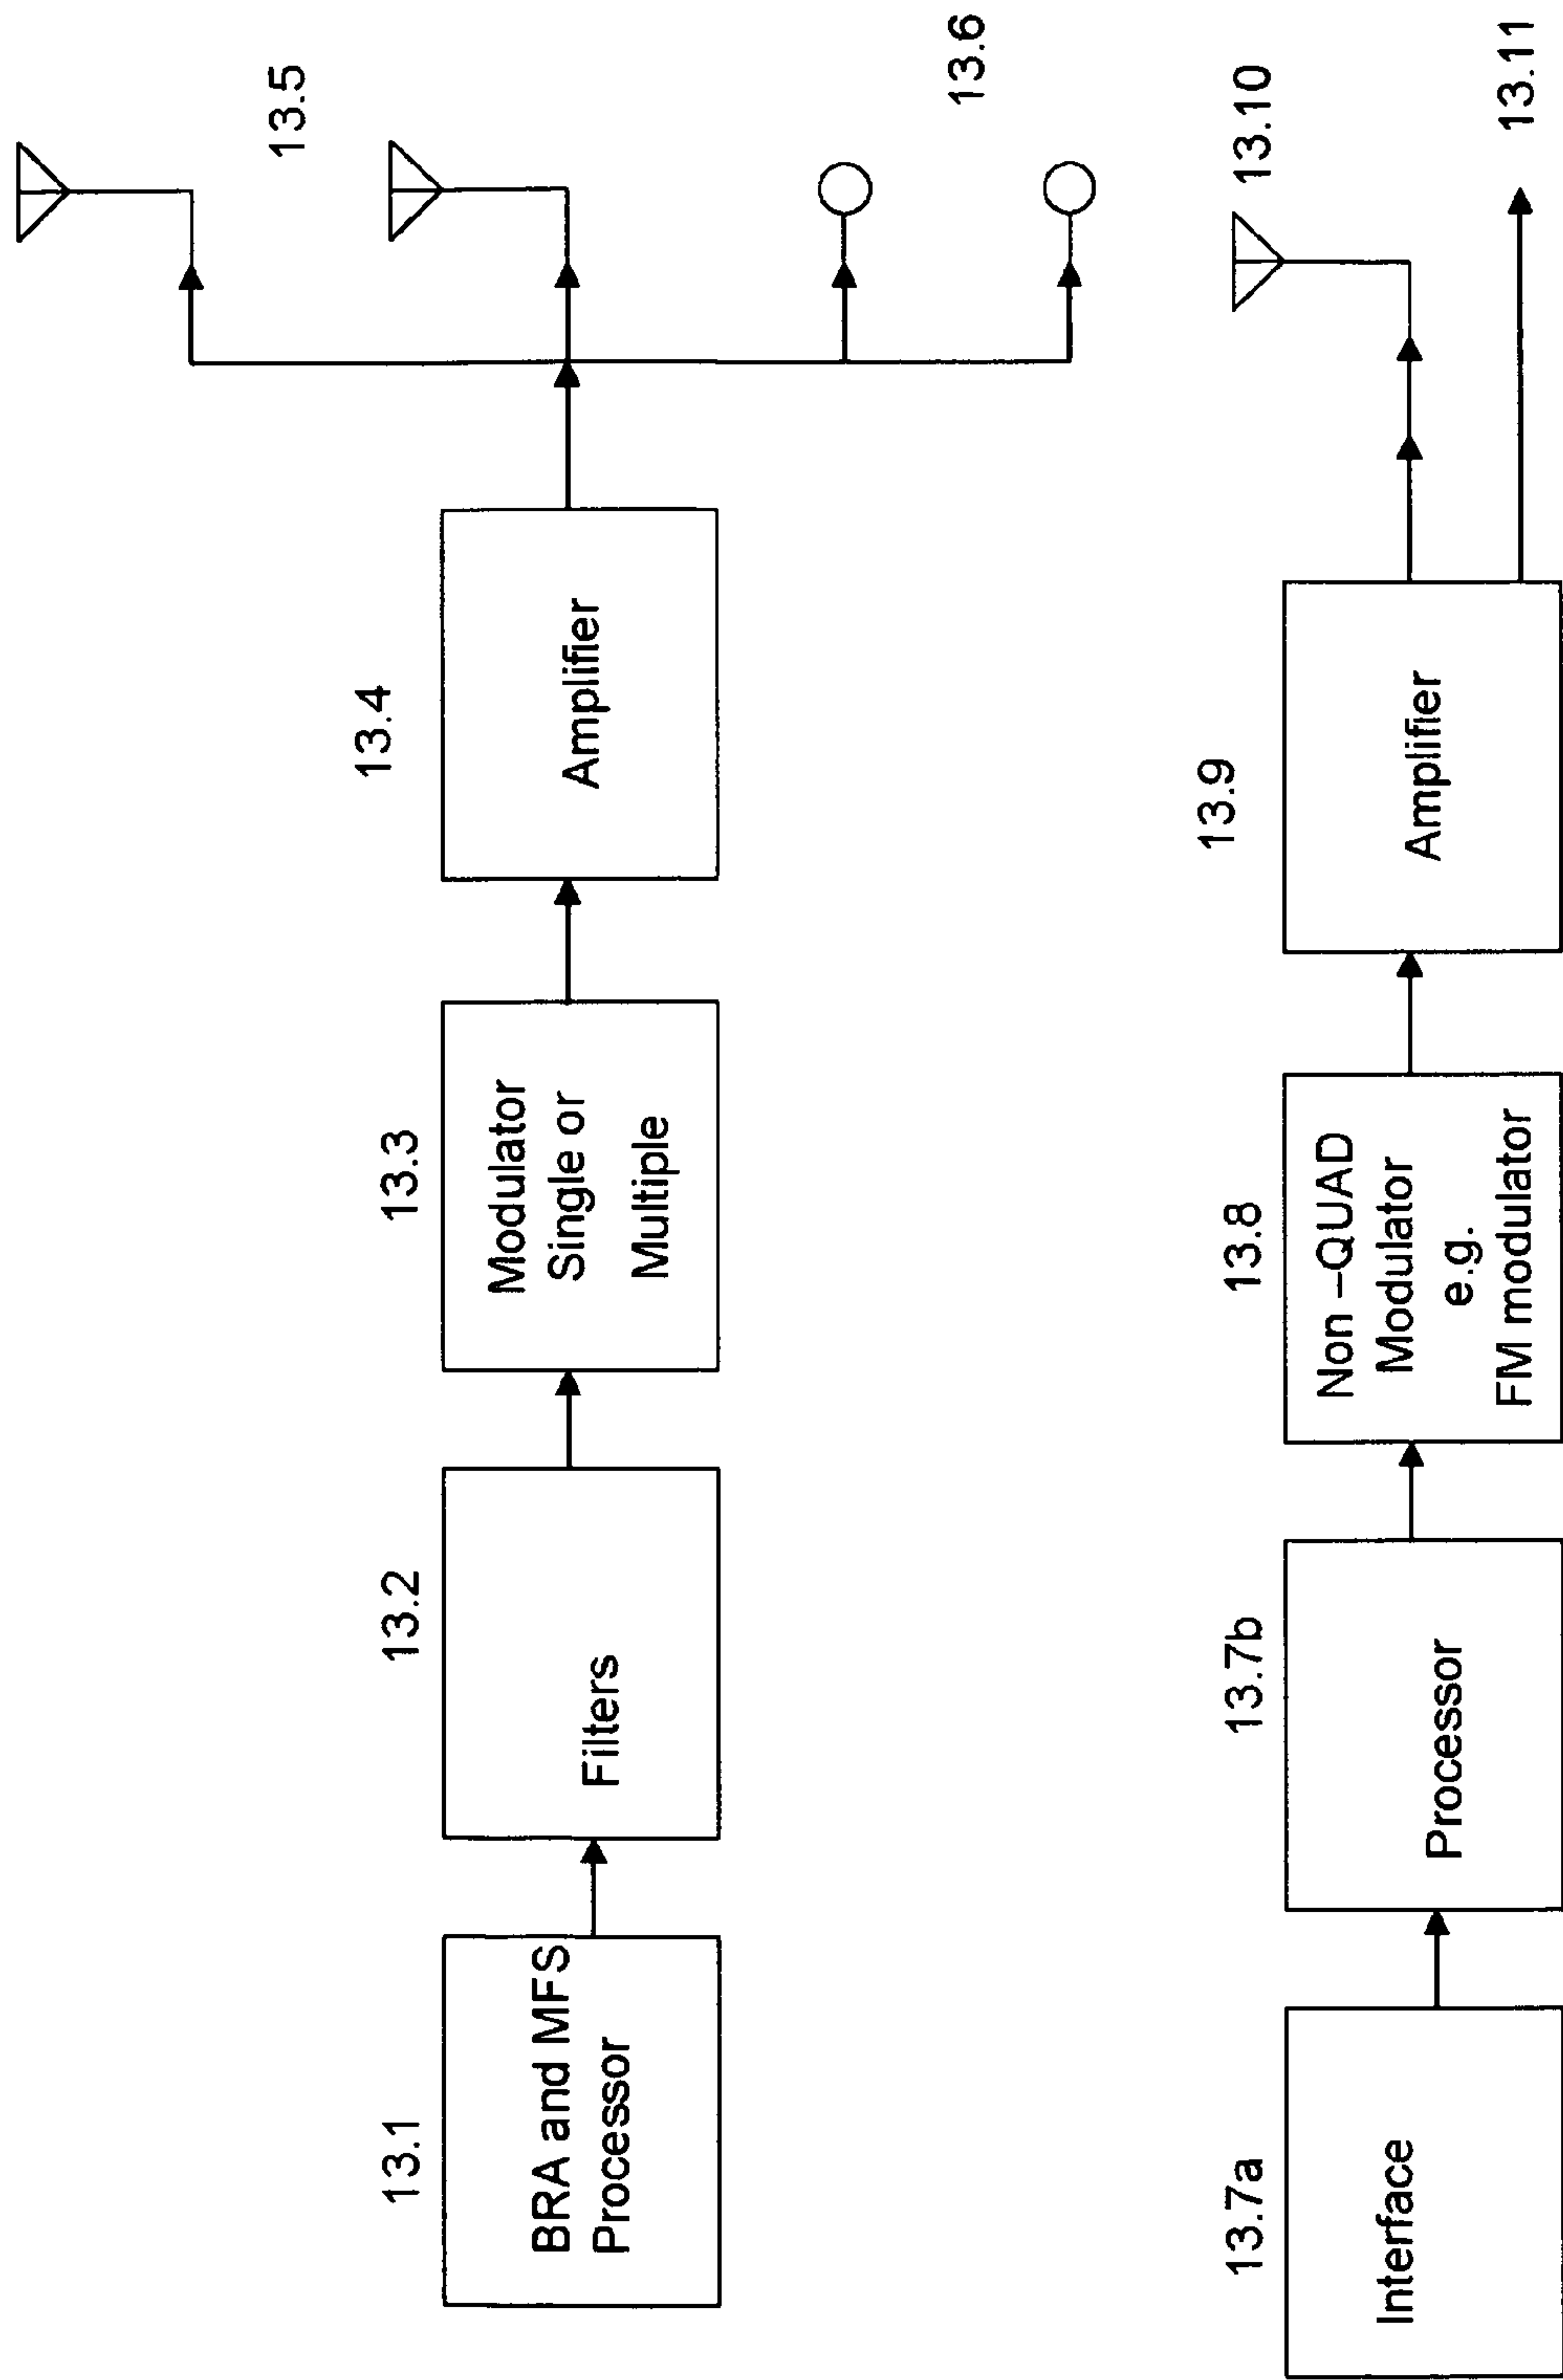 13.1
BRA and MFS
Processor
13.2
Filters
13.3
Modulator
Single or
Multiple
13.4
Amplifier
13.5
13.6
13.7a
Interface
13.7b
Processor
13.8
Non –QUAD
Modulator
e.g.
FM modulator
13.9
Amplifier
13.10
13.11